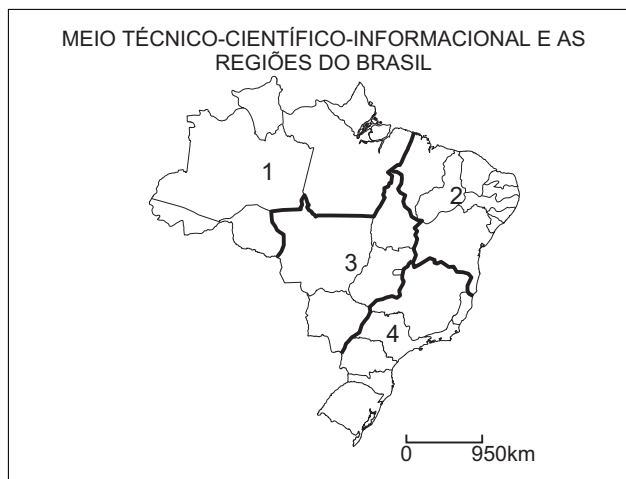 MEIO TÉCNICO-CIENTÍFICO-INFORMACIONAL E AS
REGIÕES DO BRASIL
1
2
3
4
0 950km